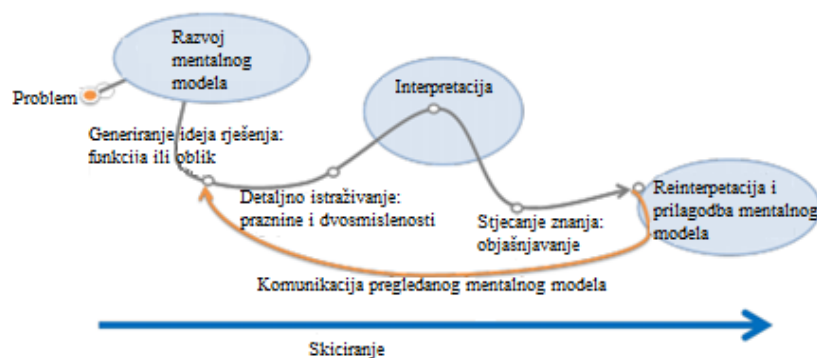 Razvoj
mentalnog
modela
Problem
Interpretacija
Generiranje ideja rješenja:
funkcija ili oblik
Detaljno istraživanje:
praznine i dvosmislenosti
Stjecanje znanja:
objašnjavanje
Reinterpetacija i
prilagodba mentalnog
modela
Komunikacija pregledanog mentalnog modela
Skiciranje